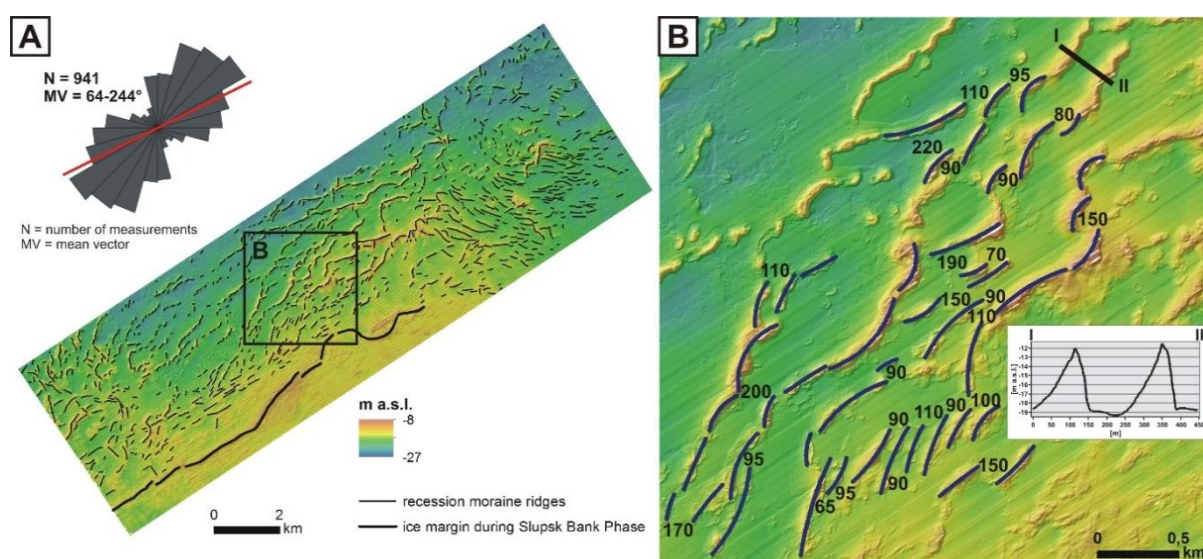 A
N = 941
MV = 64-244°
N = number of measurements
MV = mean vector
B
m a.s.l.
-8
-27
0 2
km
recession moraine ridges
ice margin during Slupsk Bank Phase
B
I
II
95
110
80
220
90
90
150
110
190
70
150
90
110
90
200
90
110
90
100
95
95
90
150
65
170
I II
[m a.s.l.]
-12
-13
-14
-15
-16
-17
-18
-19
0 50 100 150 200 250 300 350 400 450
[m]
0 0,5
km